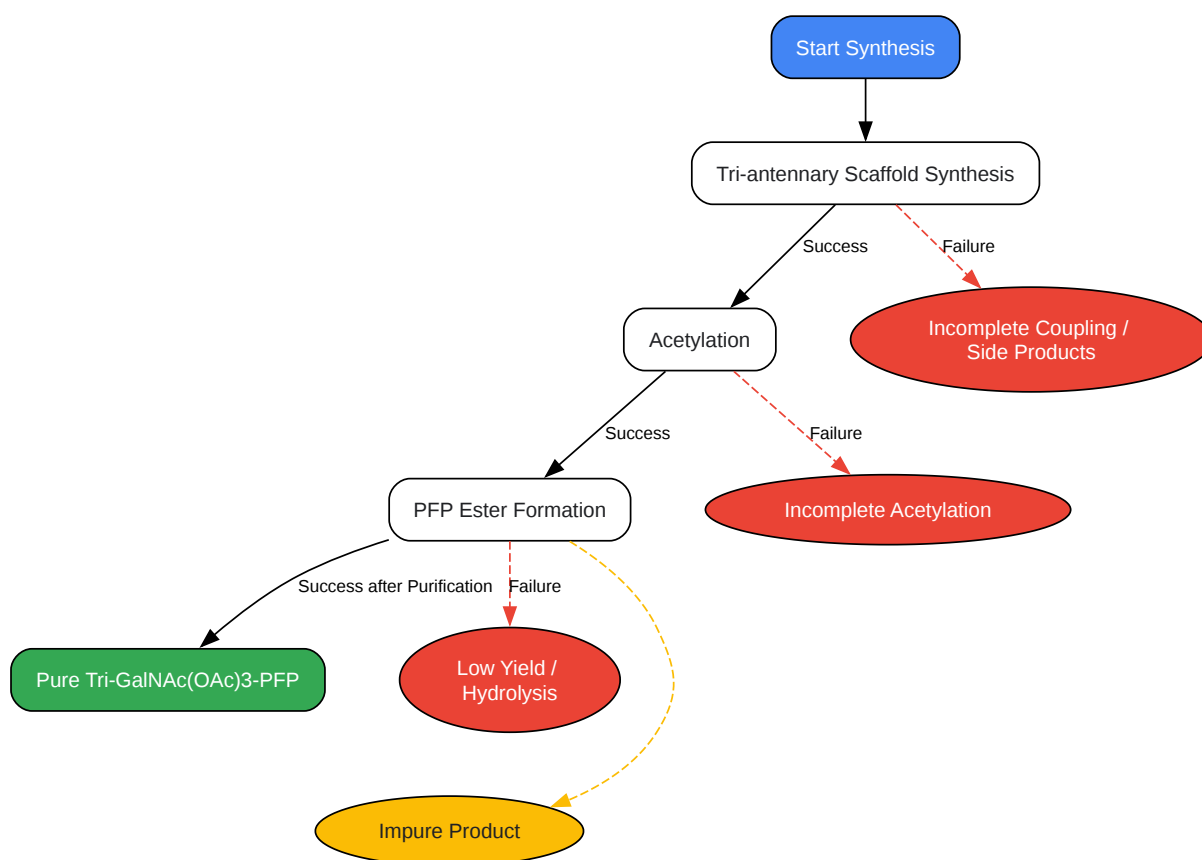 Start Synthesis
Tri-antennary Scaffold Synthesis
Success
Failure
Incomplete Coupling /
Side Products
Acetylation
Success
Failure
PFP Ester Formation
Incomplete Acetylation
Success after Purification
Failure
Pure Tri-GalNAc(OAc)3-PFP
Low Yield /
Hydrolysis
Impure Product